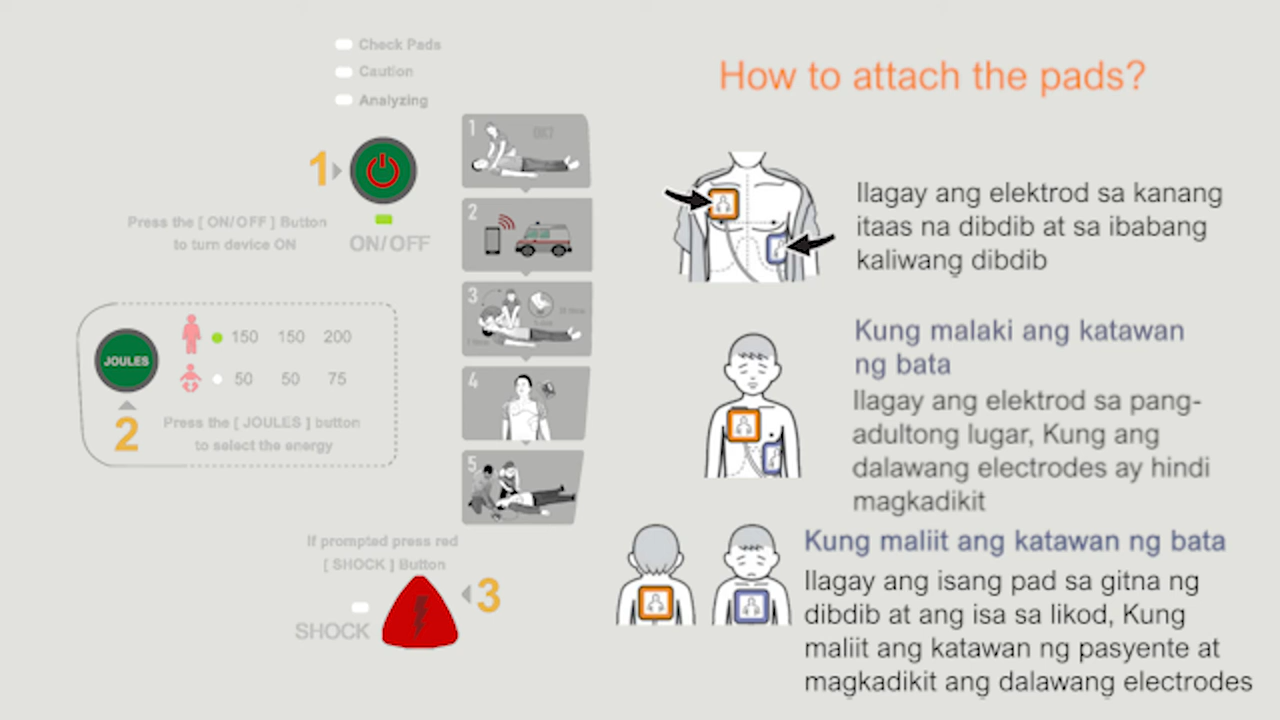 Check Pads
Caution
Analyzing
1
Press the [ ON/OFF ] Button
to turn device ON
ON/OFF
JOULES
150 150 200
50 50 75
2
Press the [ JOULES ] button
to select the energy
If prompted press red
[ SHOCK ] Button
3
SHOCK
1
2
3
4
5
How to attach the pads?
Ilagay ang elektrod sa kanang
itaas na dibdib at sa ibabang
kaliwang dibdib
Kung malaki ang katawan
ng bata
Ilagay ang elektrod sa pang-
adultong lugar, Kung ang
dalawang electrodes ay hindi
magkadikit
Kung maliit ang katawan ng bata
Ilagay ang isang pad sa gitna ng
dibdib at ang isa sa likod, Kung
maliit ang katawan ng pasyente at
magkadikit ang dalawang electrodes